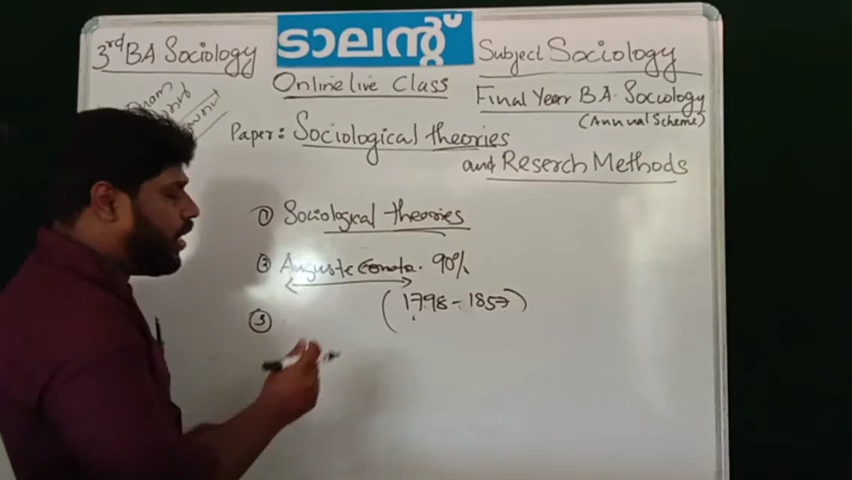 3rd BA Sociology
ടാലന്റ്
Subject Sociology
Online live Class
Final Year B.A. Sociology
(Annual Scheme)
Paper: Sociological theories
and Reserch Methods
① Sociological theories
② Auguste Comte. 90%
(1798-1857)
③